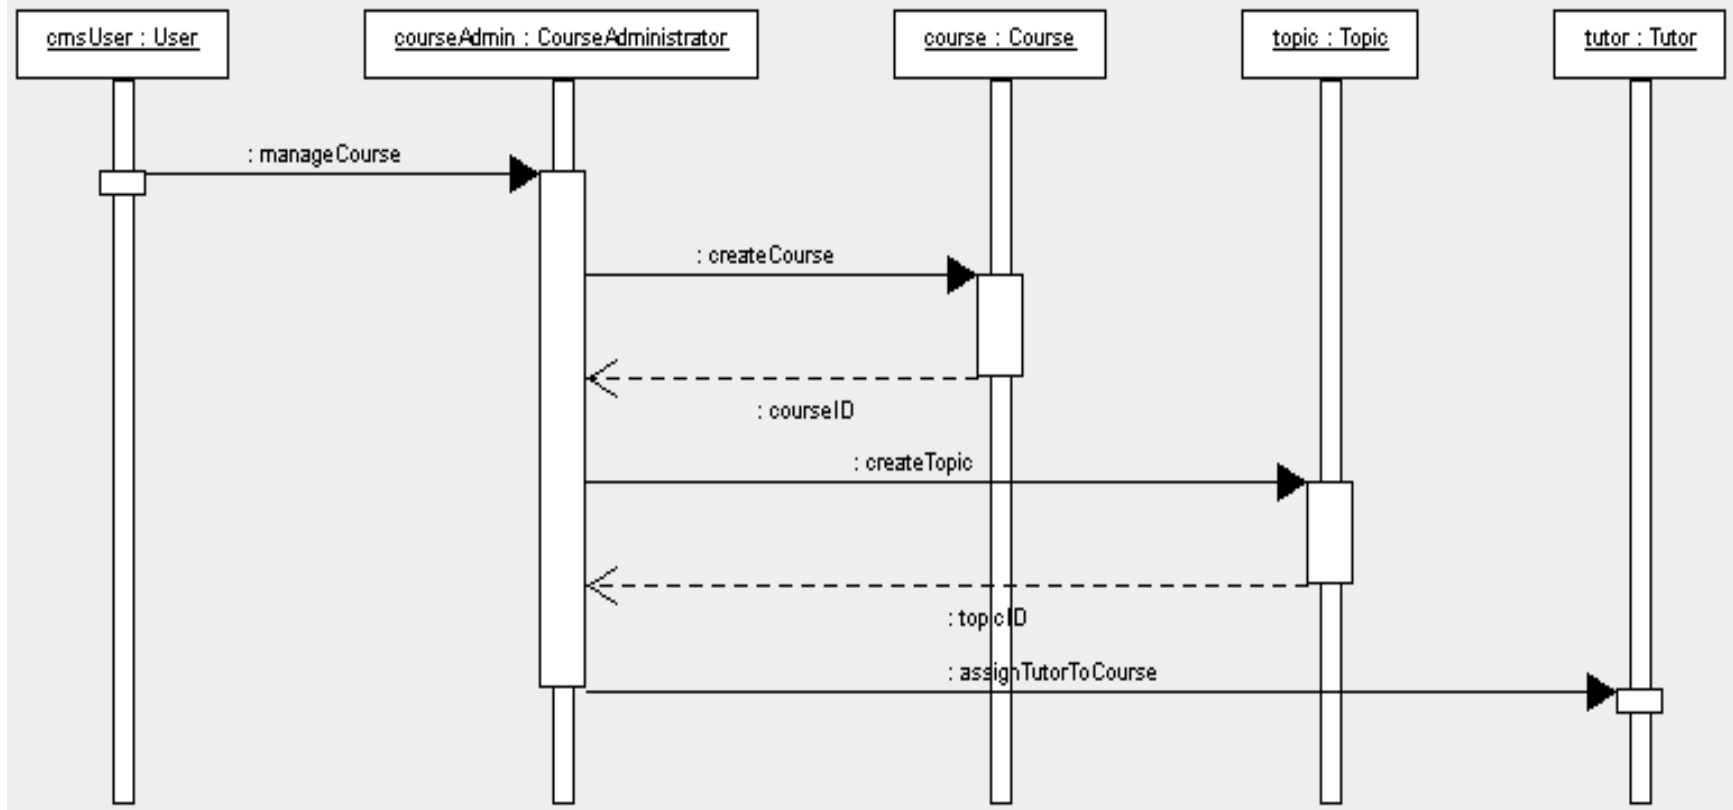 cmsUser : User
courseAdmin : CourseAdministrator
course : Course
topic : Topic
tutor : Tutor
: manageCourse
: createCourse
: courseID
: createTopic
: topicID
: assignTutorToCourse